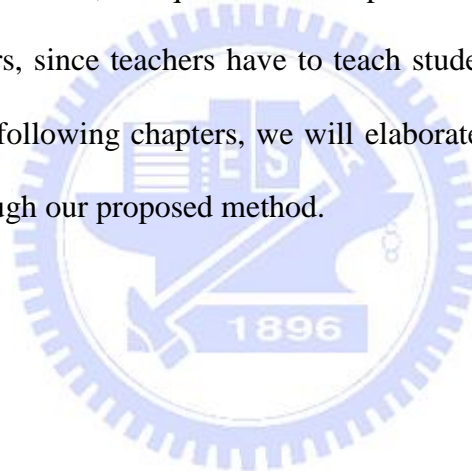 rs, since teachers have to teach stude
following chapters, we will elaborate
ugh our proposed method.
E S A
1896